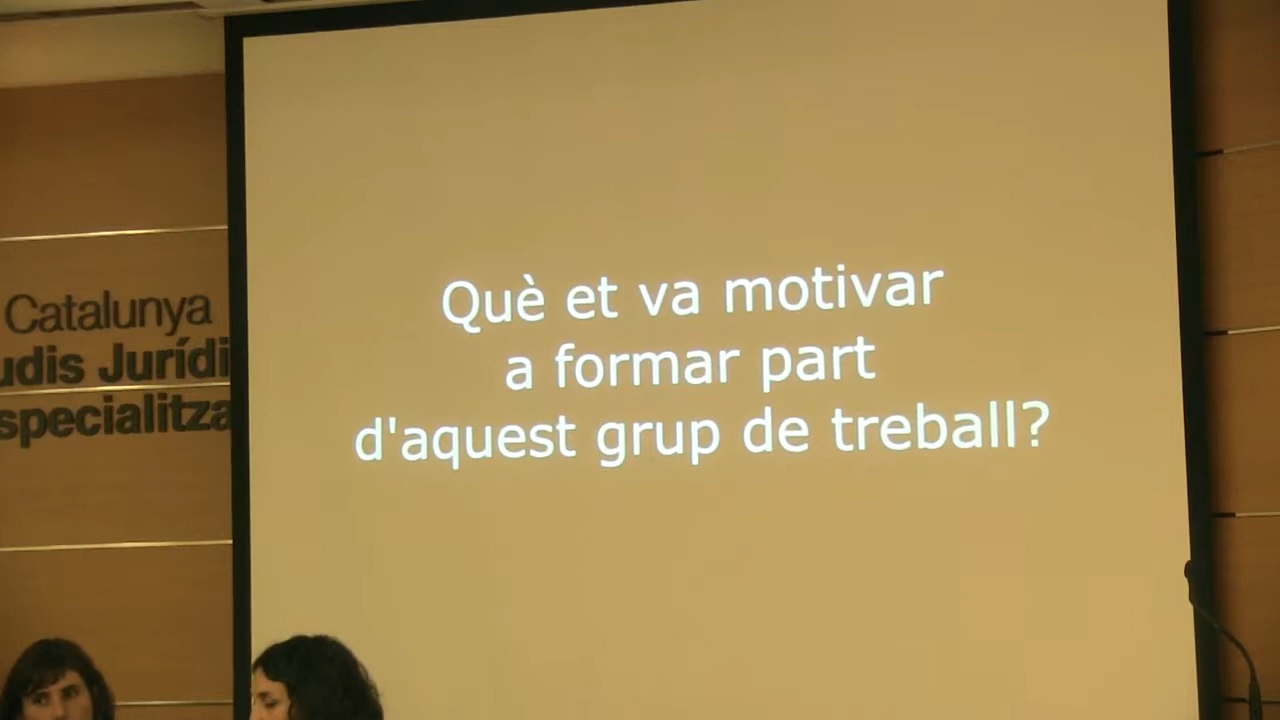 Catalunya
udis Jurídi
specialitza
Què et va motivar
a formar part
d'aquest grup de treball?